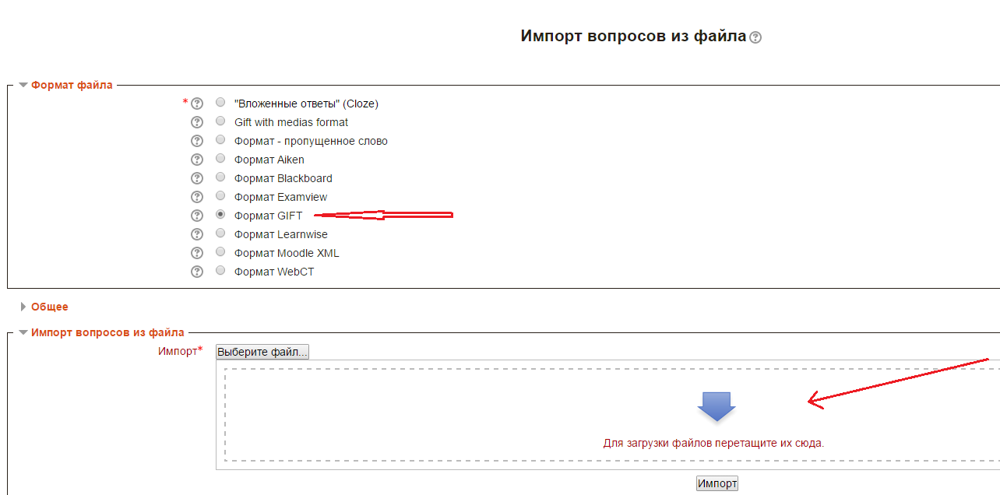 Импорт вопросов из файла
Формат файла
* "Вложенные ответы" (Cloze)
Gift with medias format
Формат - пропущенное слово
Формат Aiken
Формат Blackboard
Формат Examview
Формат GIFT
Формат Learnwise
Формат Moodle XML
Формат WebCT
Общее
Импорт вопросов из файла
Импорт* Выберите файл...
Для загрузки файлов перетащите их сюда.
Импорт